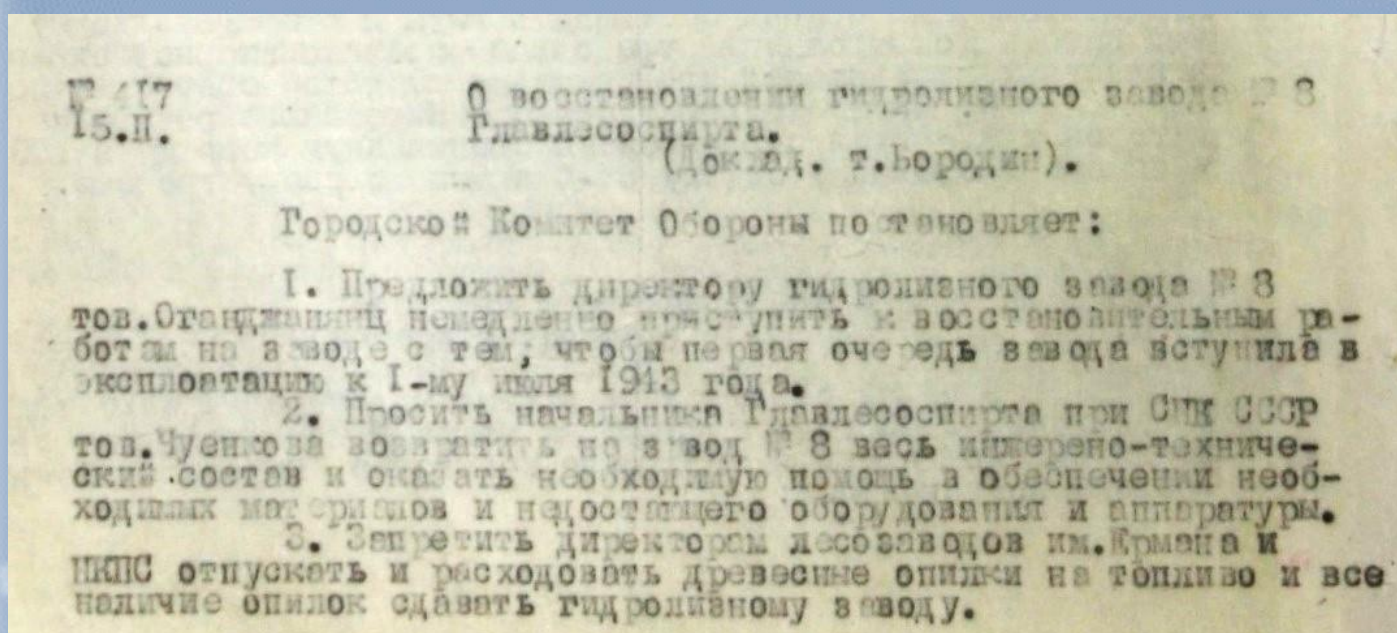 № 417 О восстановлении гидролизного завода № 8
15.II. Главлесоспирта.
(Доклад. т.Бородин).
Городской Комитет Обороны постановляет:
1. Предложить директору гидролизного завода № 8
тов.Оганджанянц немедленно приступить к восстановительным ра-
ботам на заводе с тем, чтобы первая очередь завода вступила в
эксплоатацию к 1-му июля 1943 года.
2. Просить начальника Главлесоспирта при СНК СССР
тов.Чуенкова возвратить на завод № 8 весь инжерено-техниче-
ский состав и оказать необходимую помощь в обеспечении необ-
ходимых материалов и недостающего оборудования и аппаратуры.
3. Запретить директорам лесозаводов им.Ермана и
НКПС отпускать и расходовать древесные опилки на топливо и все
наличие опилок сдавать гидролизному заводу.